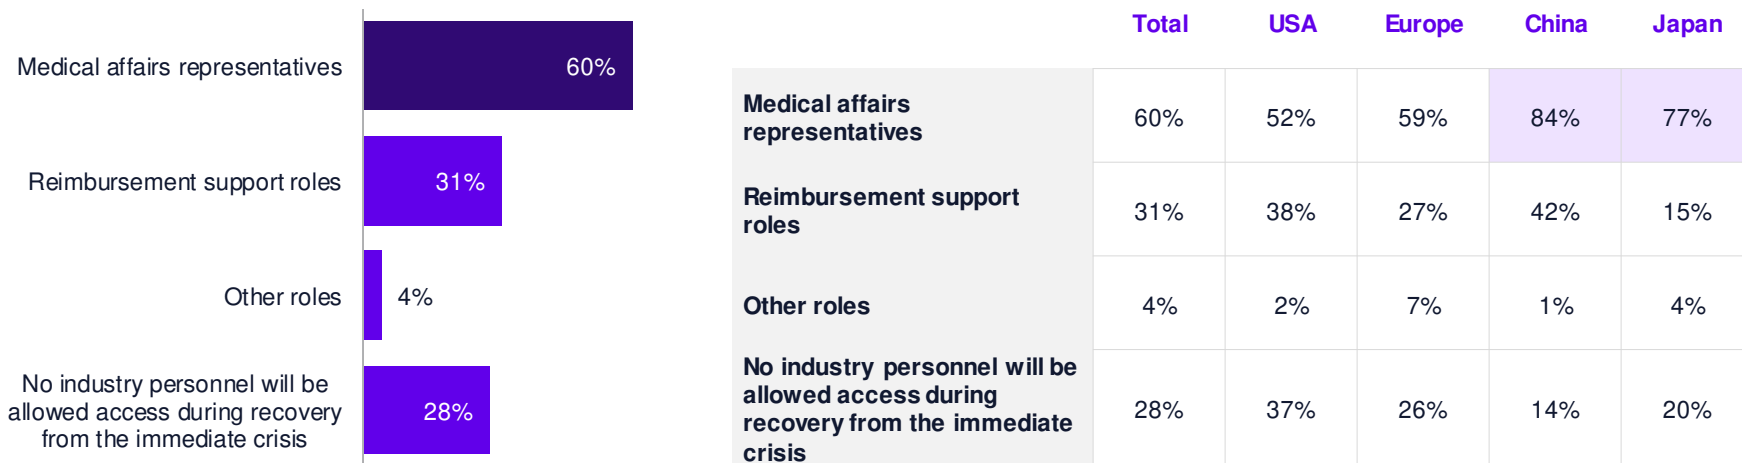 Medical affairs representatives
60%
Reimbursement support roles
31%
Other roles
4%
No industry personnel will be
allowed access during recovery
from the immediate crisis
28%
Total USA Europe China Japan
Medical affairs
representatives
60% 52% 59% 84% 77%
Reimbursement support
roles
31% 38% 27% 42% 15%
Other roles
4% 2% 7% 1% 4%
No industry personnel will be
allowed access during
recovery from the immediate
crisis
28% 37% 26% 14% 20%